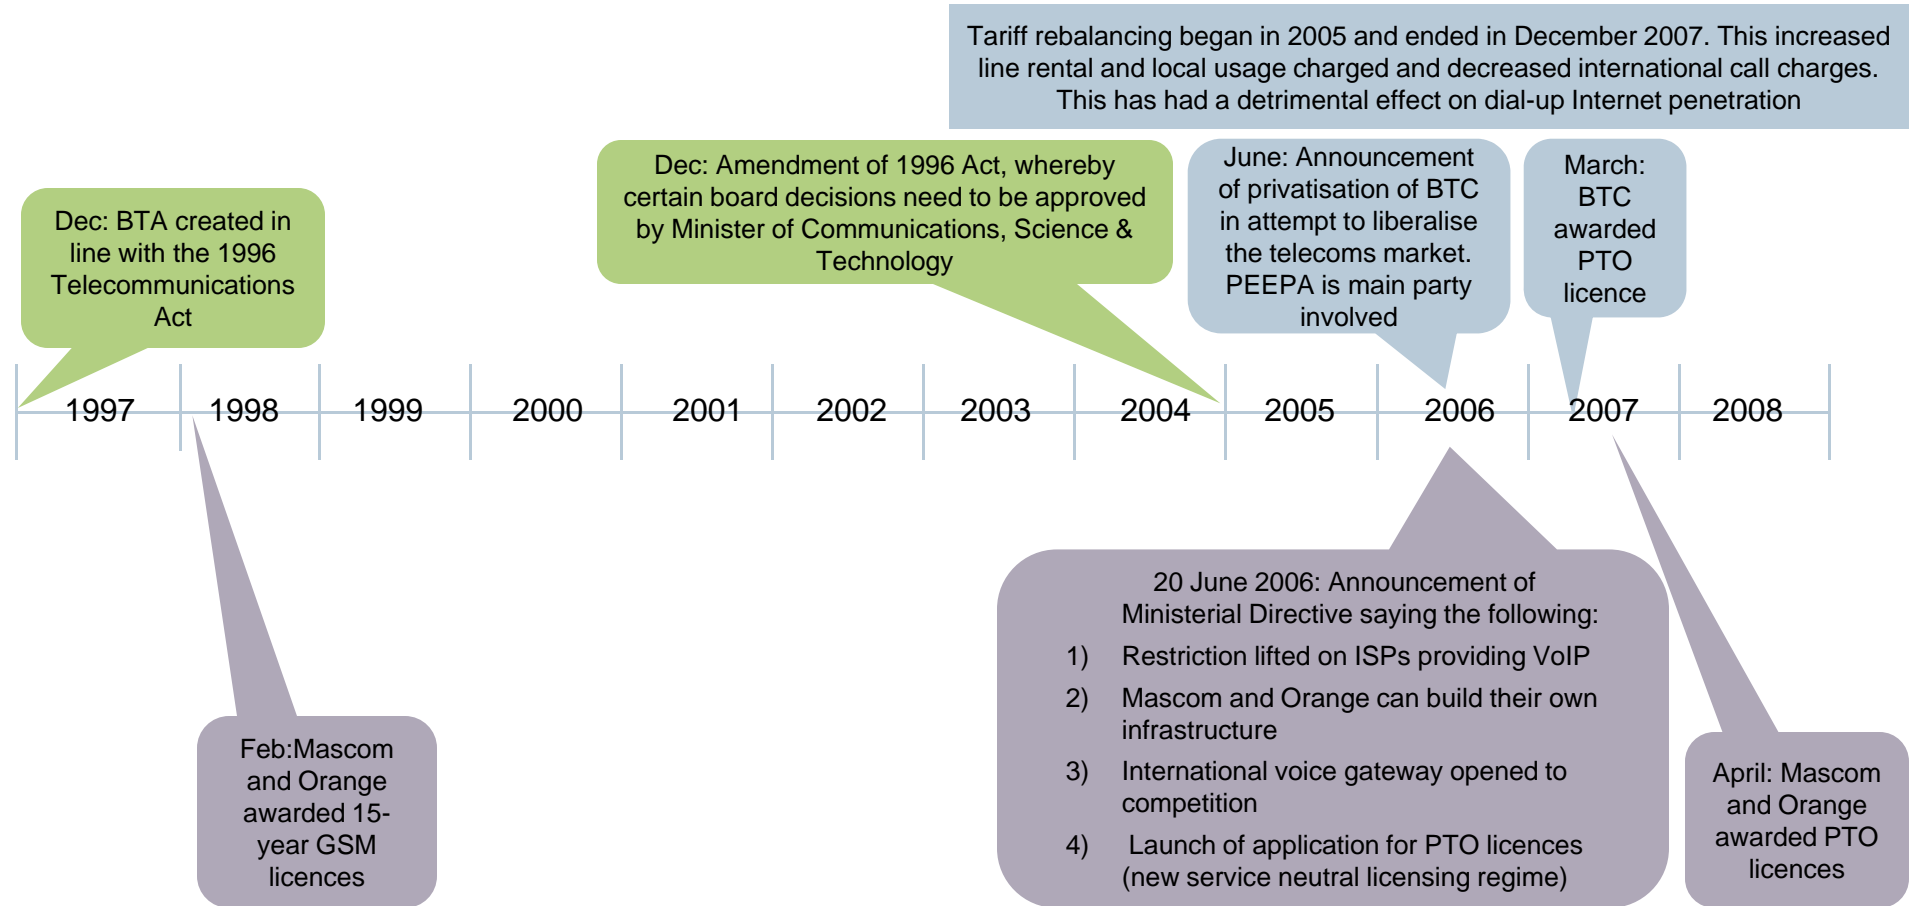 Tariff rebalancing began in 2005 and ended in December 2007. This increased
line rental and local usage charged and decreased international call charges.
This has had a detrimental effect on dial-up Internet penetration
Dec: BTA created in
line with the 1996
Telecommunications
Act
Dec: Amendment of 1996 Act, whereby
certain board decisions need to be approved
by Minister of Communications, Science &
Technology
June: Announcement
of privatisation of BTC
in attempt to liberalise
the telecoms market.
PEEPA is main party
involved
March:
BTC
awarded
PTO
licence
1997 1998 1999 2000 2001 2002 2003 2004 2005 2006 2007 2008
Feb:Mascom
and Orange
awarded 15-
year GSM
licences
20 June 2006: Announcement of
Ministerial Directive saying the following:
1) Restriction lifted on ISPs providing VoIP
2) Mascom and Orange can build their own
infrastructure
3) International voice gateway opened to
competition
4) Launch of application for PTO licences
(new service neutral licensing regime)
April: Mascom
and Orange
awarded PTO
licences